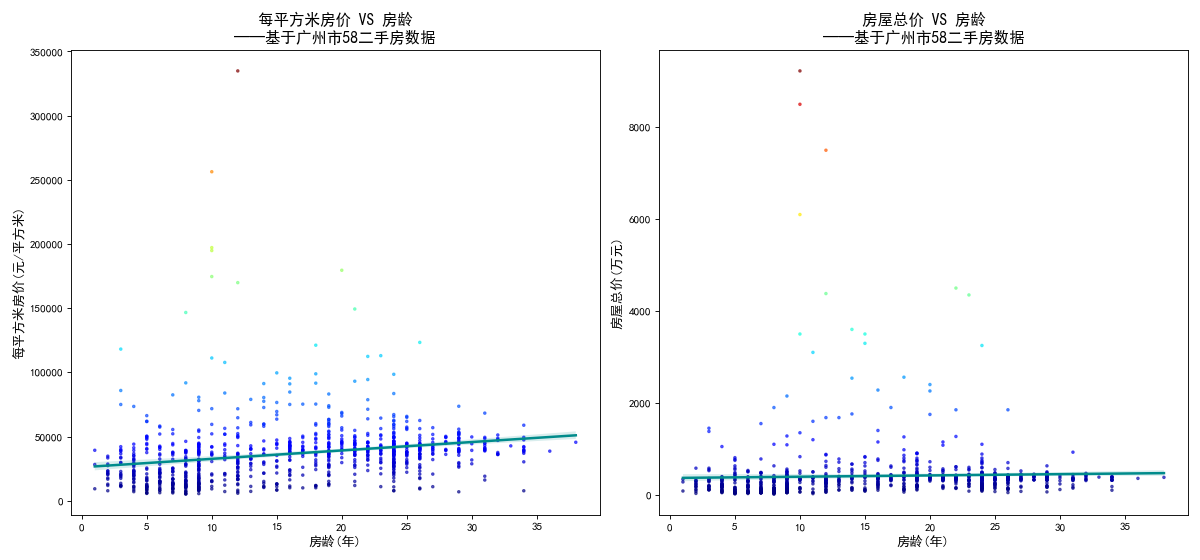 每平方米房价 VS 房龄
——基于广州市58二手房数据
每平方米房价(元/平方米)
350000
300000
250000
200000
150000
100000
50000
0
0 5 10 15 20 25 30 35
房龄(年)
房屋总价 VS 房龄
——基于广州市58二手房数据
房屋总价(万元)
8000
6000
4000
2000
0
0 5 10 15 20 25 30 35
房龄(年)